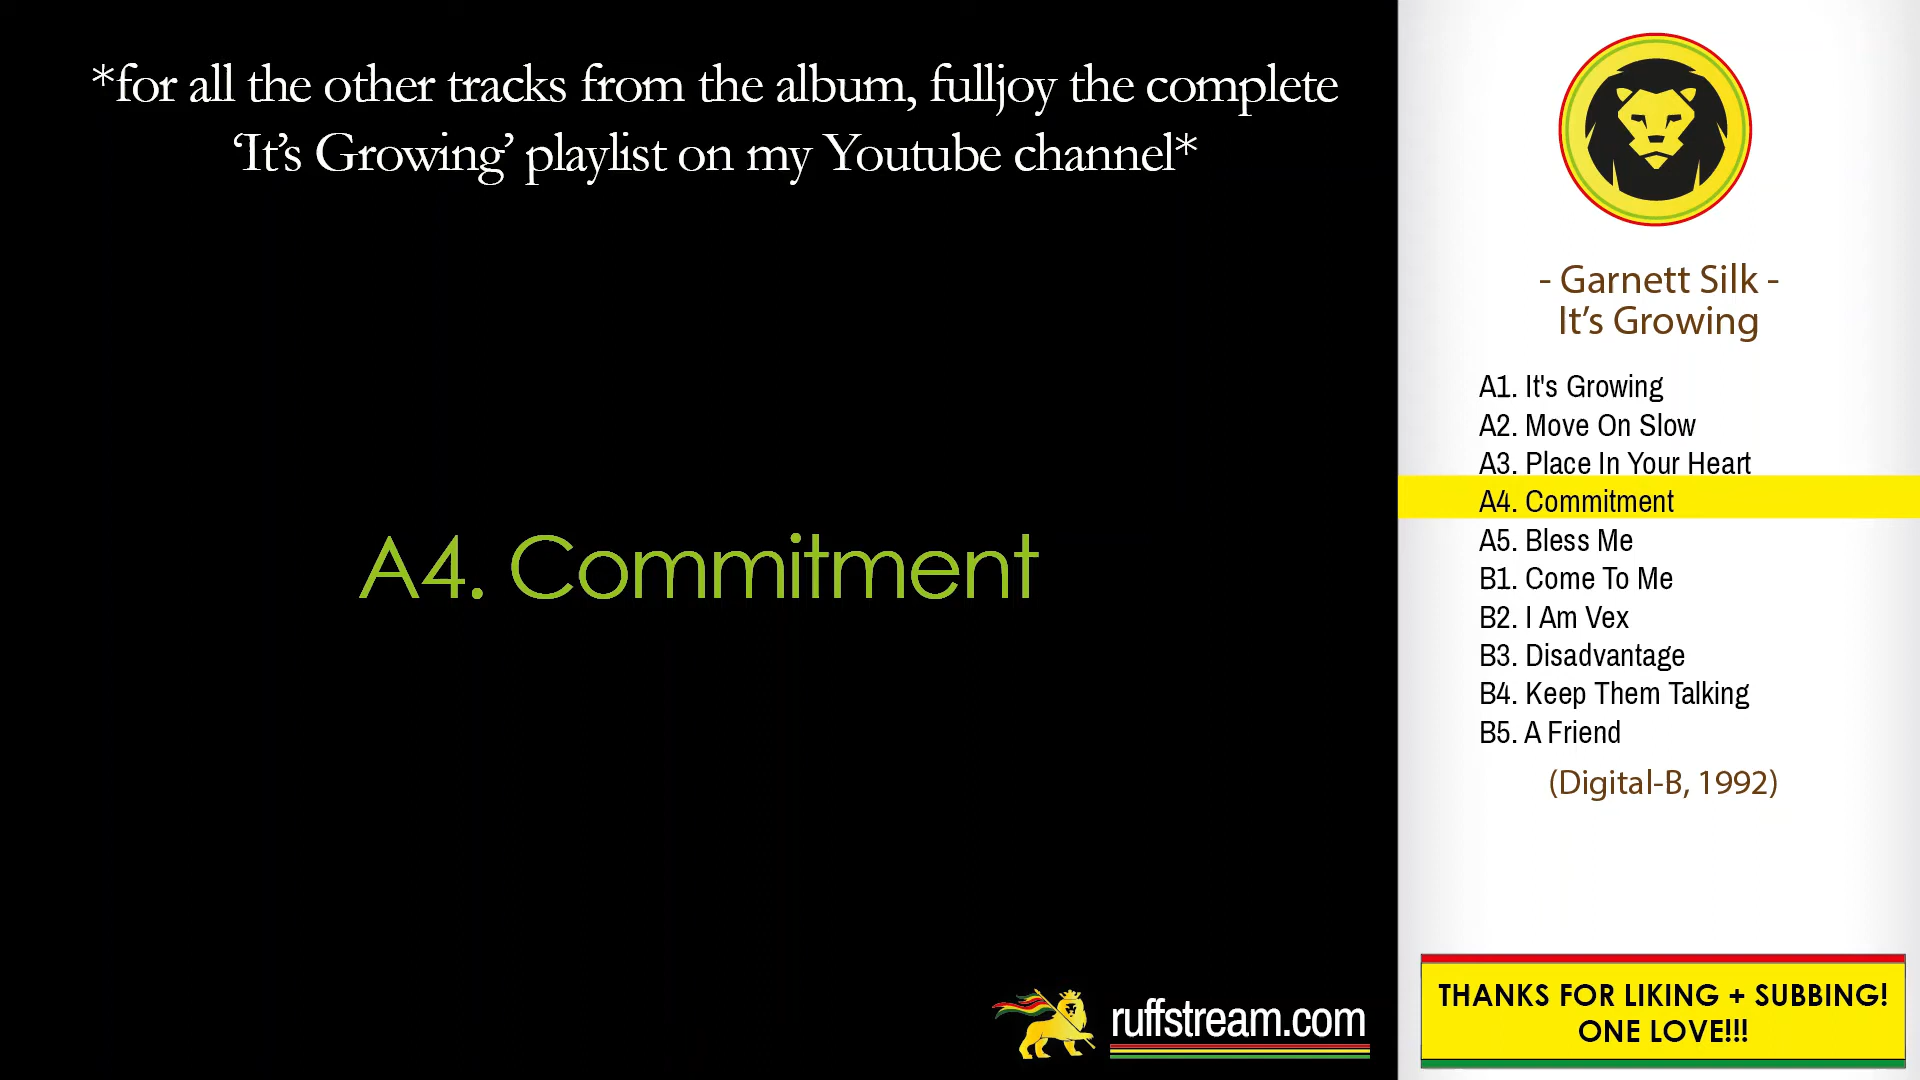 *for all the other tracks from the album, fulljoy the complete
‘It’s Growing’ playlist on my Youtube channel*
A4. Commitment
ruffstream.com
- Garnett Silk -
It’s Growing
A1. It's Growing
A2. Move On Slow
A3. Place In Your Heart
A4. Commitment
A5. Bless Me
B1. Come To Me
B2. I Am Vex
B3. Disadvantage
B4. Keep Them Talking
B5. A Friend
(Digital-B, 1992)
THANKS FOR LIKING + SUBBING!
ONE LOVE!!!